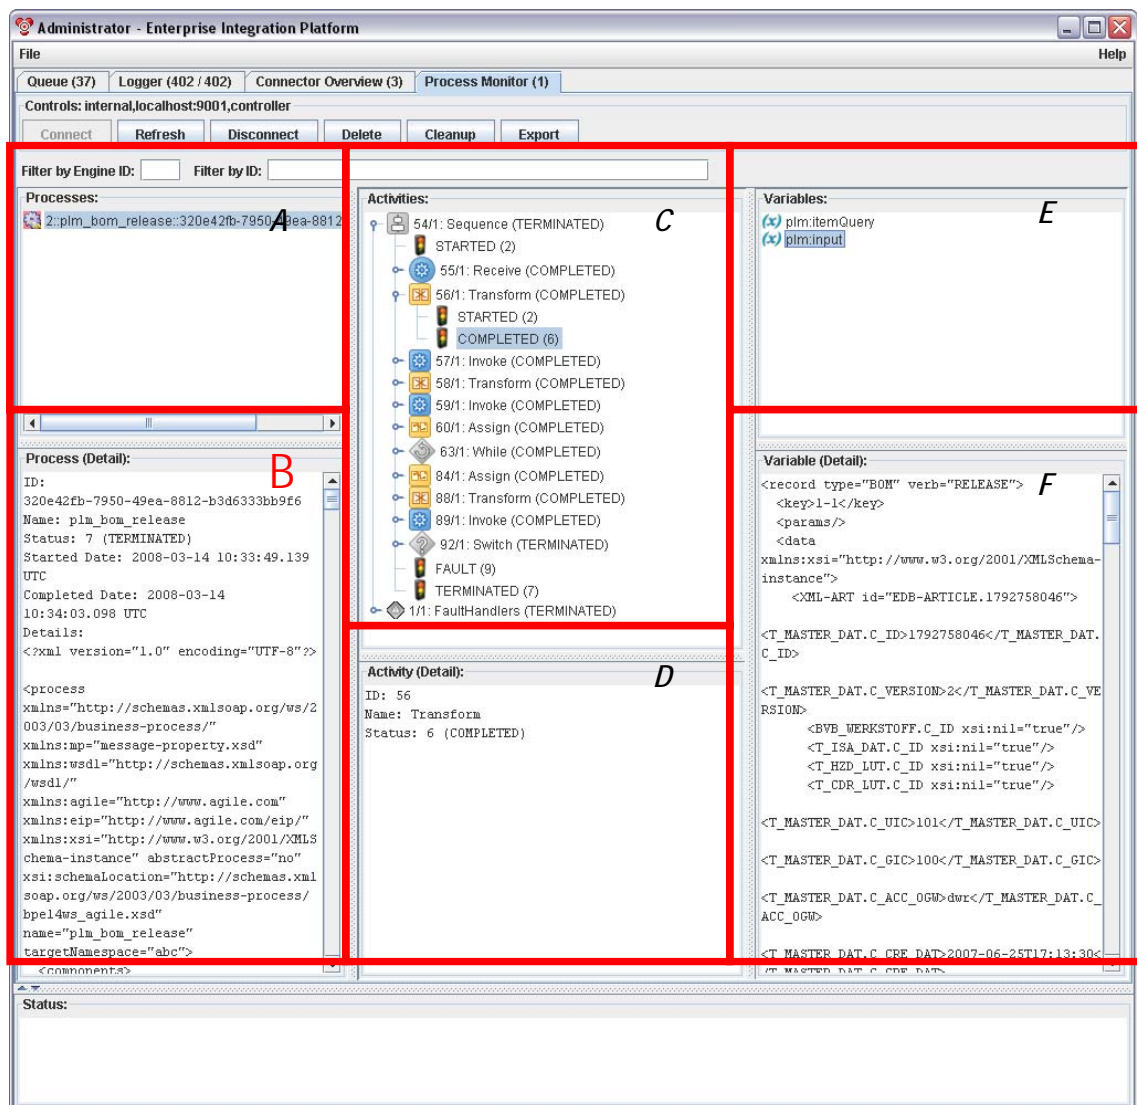 Administrator - Enterprise Integration Platform
File Help
Queue (37) Logger (402 / 402) Connector Overview (3) Process Monitor (1)
Controls: internal,localhost:9001,controller
Connect Refresh Disconnect Delete Cleanup Export
Filter by Engine ID: Filter by ID:
Processes:
2::plm_bom_release::320e42fb-7950-49ea-8812
A
Process (Detail):
B
ID:
320e42fb-7950-49ea-8812-b3d6333bb9f6
Name: plm_bom_release
Status: 7 (TERMINATED)
Started Date: 2008-03-14 10:33:49.139
UTC
Completed Date: 2008-03-14
10:34:03.098 UTC
Details:
<?xml version="1.0" encoding="UTF-8"?>
<process
xmlns="http://schemas.xmlsoap.org/ws/2
003/03/business-process/"
xmlns:mp="message-property.xsd"
xmlns:wsdl="http://schemas.xmlsoap.org
/wsdl/"
xmlns:agile="http://www.agile.com"
xmlns:eip="http://www.agile.com/eip/"
xmlns:xsi="http://www.w3.org/2001/XMLS
chema-instance" abstractProcess="no"
xsi:schemaLocation="http://schemas.xml
soap.org/ws/2003/03/business-process/
bpel4ws_agile.xsd"
name="plm_bom_release"
targetNamespace="abc">
<components>
Activities:
C
54/1: Sequence (TERMINATED)
STARTED (2)
55/1: Receive (COMPLETED)
56/1: Transform (COMPLETED)
STARTED (2)
COMPLETED (6)
57/1: Invoke (COMPLETED)
58/1: Transform (COMPLETED)
59/1: Invoke (COMPLETED)
60/1: Assign (COMPLETED)
63/1: While (COMPLETED)
84/1: Assign (COMPLETED)
88/1: Transform (COMPLETED)
89/1: Invoke (COMPLETED)
92/1: Switch (TERMINATED)
FAULT (9)
TERMINATED (7)
1/1: FaultHandlers (TERMINATED)
Activity (Detail):
D
ID: 56
Name: Transform
Status: 6 (COMPLETED)
Variables:
E
(x) plm:itemQuery
(x) plm:input
Variable (Detail):
F
<record type="BOM" verb="RELEASE">
<key>1-1</key>
<params/>
<data
xmlns:xsi="http://www.w3.org/2001/XMLSchema-
instance">
<XML-ART id="EDB-ARTICLE.1792758046">
<T_MASTER_DAT.C_ID>1792758046</T_MASTER_DAT.
C_ID>
<T_MASTER_DAT.C_VERSION>2</T_MASTER_DAT.C_VE
RSION>
<BVB_WERKSTOFF.C_ID xsi:nil="true"/>
<T_ISA_DAT.C_ID xsi:nil="true"/>
<T_HZD_LUT.C_ID xsi:nil="true"/>
<T_CDR_LUT.C_ID xsi:nil="true"/>
<T_MASTER_DAT.C_UIC>101</T_MASTER_DAT.C_UIC>
<T_MASTER_DAT.C_GIC>100</T_MASTER_DAT.C_GIC>
<T_MASTER_DAT.C_ACC_OGW>dwr</T_MASTER_DAT.C_
ACC_OGW>
<T_MASTER_DAT.C_CRE_DAT>2007-06-25T17:13:30<
/T_MASTER_DAT.C_CRE_DAT>
Status: